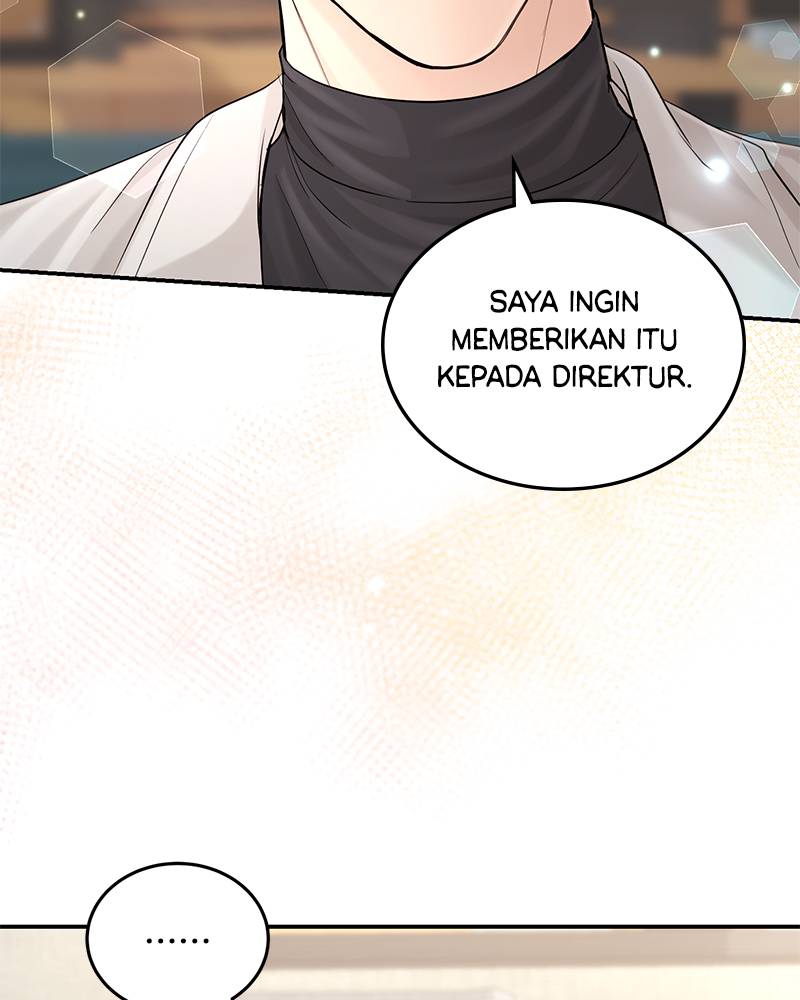 SAYA INGIN
MEMBERIKAN ITU
KEPADA DIREKTUR.
......